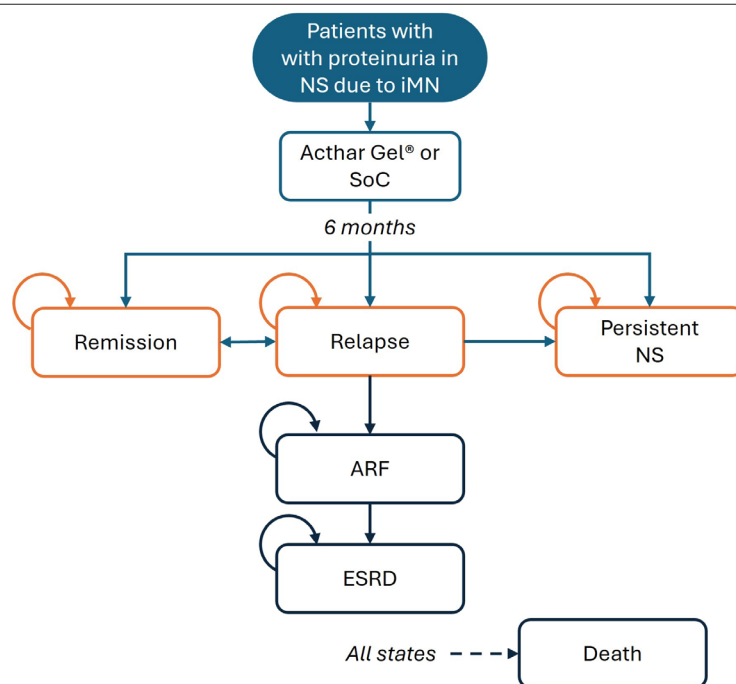 Patients with
with proteinuria in
NS due to iMN
Acthar Gel® or
SoC
6 months
Remission
Relapse
Persistent
NS
ARF
ESRD
All states
Death